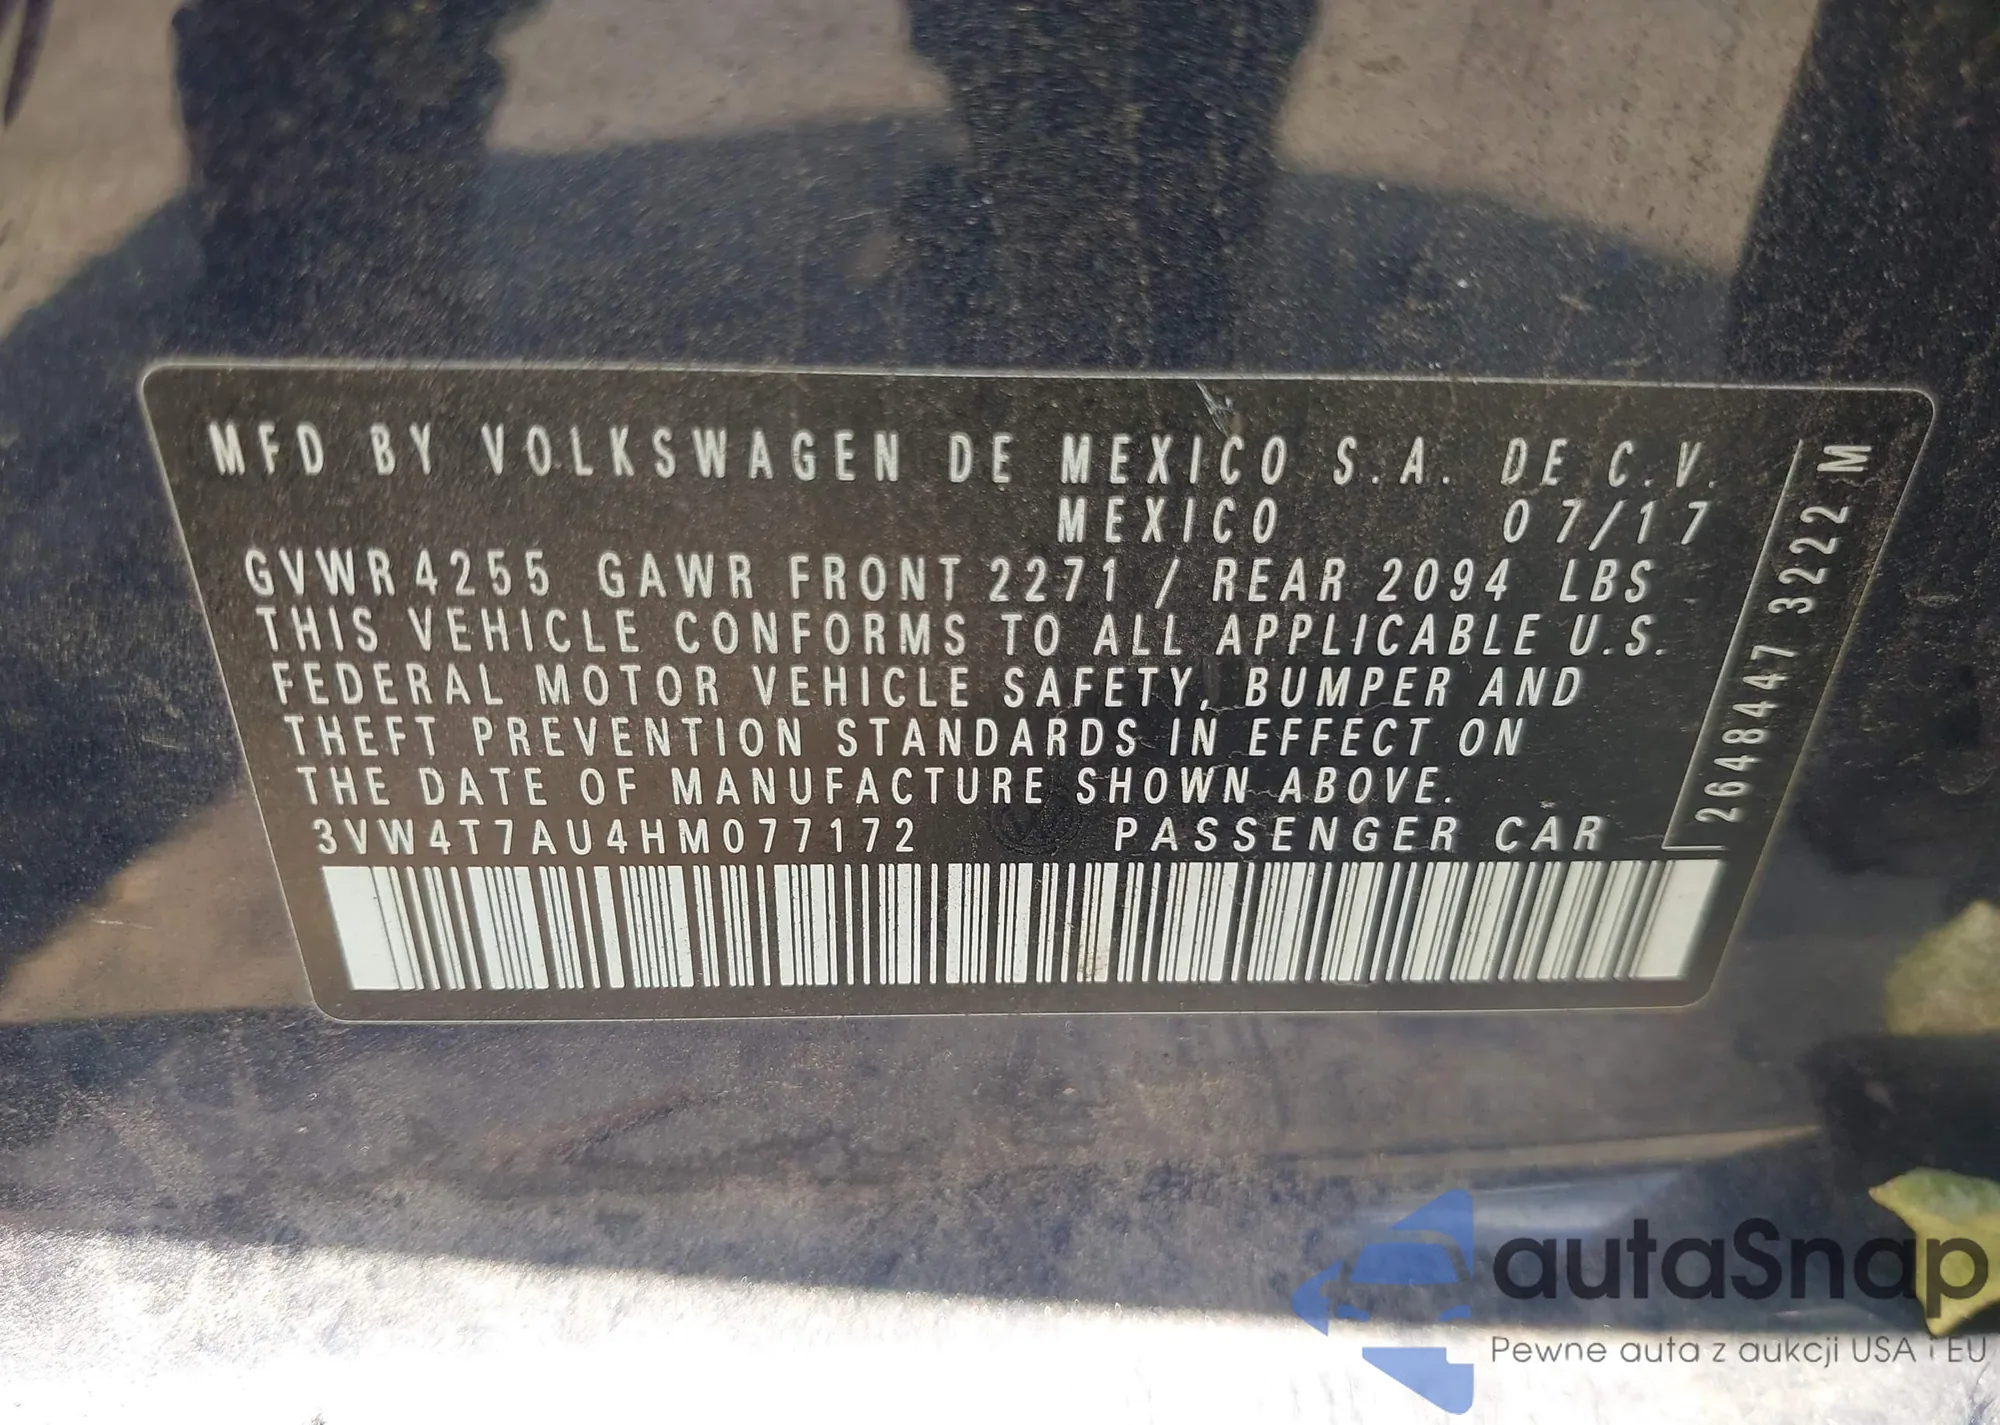 MFD BY VOLKSWAGEN DE MEXICO S.A. DE C.V.
MEXICO 07/17
GVWR 4255 GAWR FRONT 2271 / REAR 2094 LBS
THIS VEHICLE CONFORMS TO ALL APPLICABLE U.S.
FEDERAL MOTOR VEHICLE SAFETY, BUMPER AND
THEFT PREVENTION STANDARDS IN EFFECT ON
THE DATE OF MANUFACTURE SHOWN ABOVE.
3VW4T7AU4HM077172 PASSENGER CAR
2648447 3222 M
autaSnap
Pewne auta z aukcji USA i EU